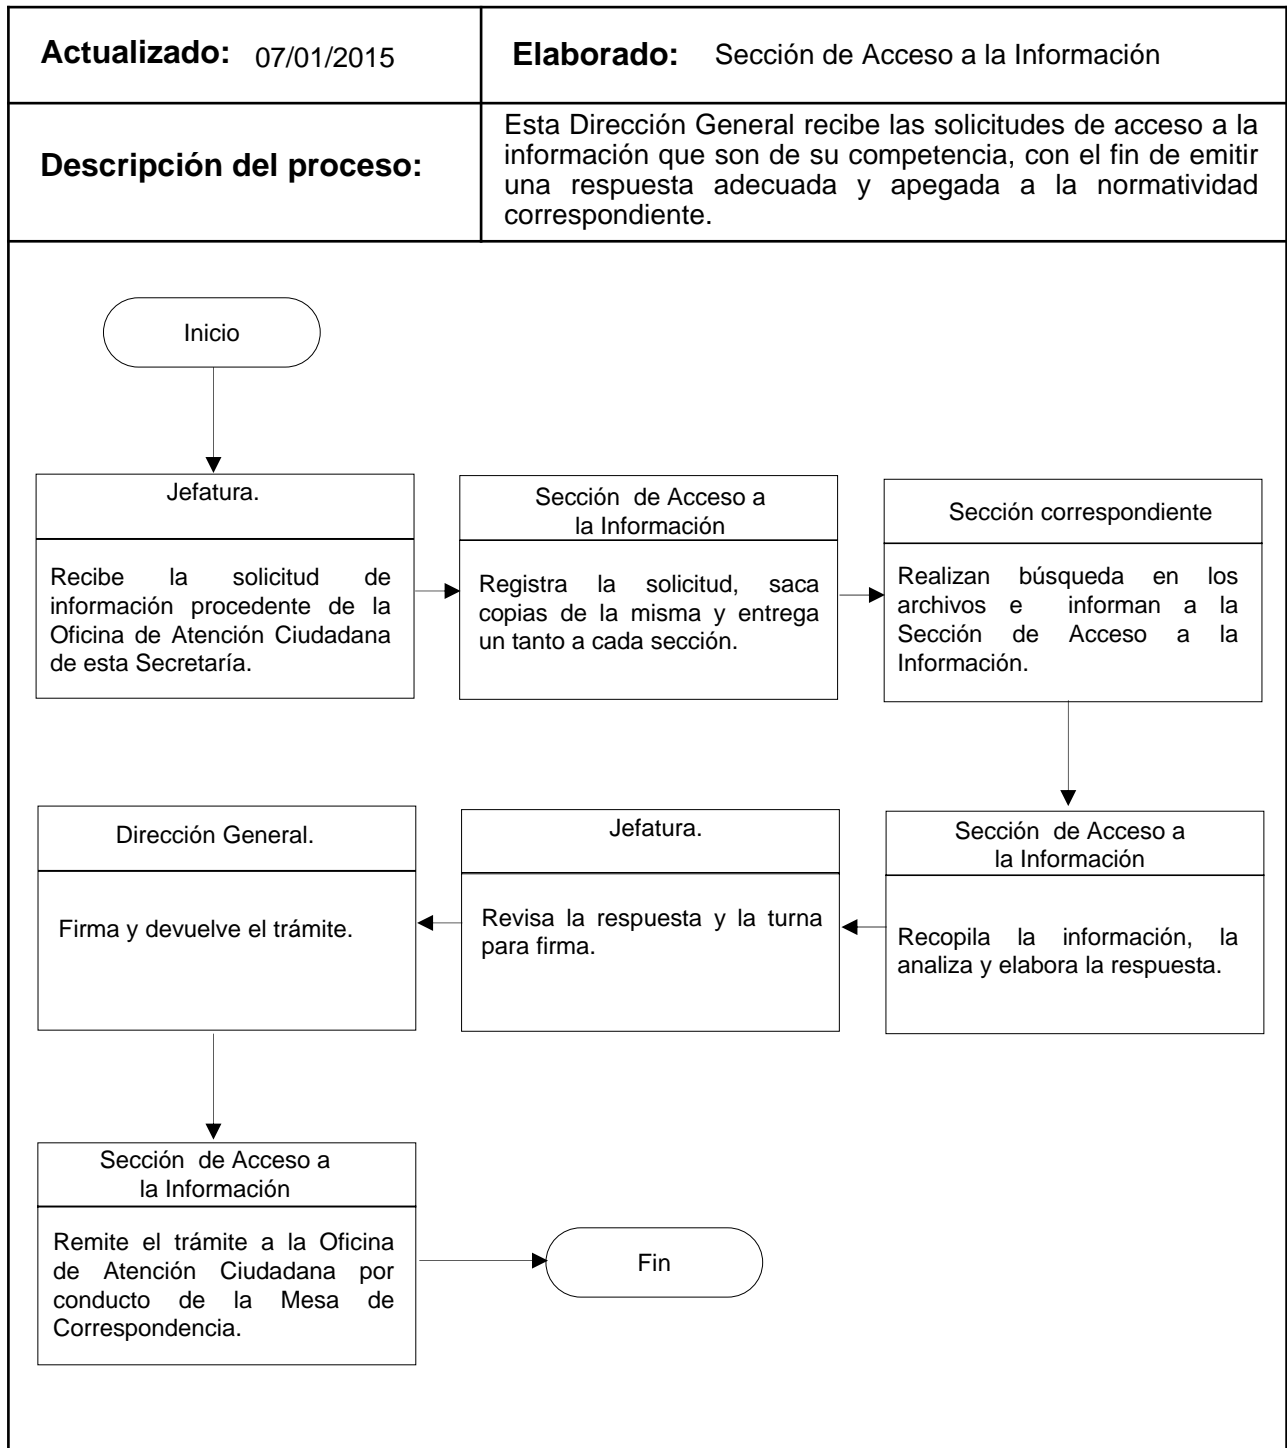 Actualizado: 07/01/2015
Elaborado: Sección de Acceso a la Información
Descripción del proceso:
Esta Dirección General recibe las solicitudes de acceso a la
información que son de su competencia, con el fin de emitir
una respuesta adecuada y apegada a la normatividad
correspondiente.
Inicio
Jefatura.
Recibe la solicitud de
información procedente de la
Oficina de Atención Ciudadana
de esta Secretaría.
Sección de Acceso a
la Información
Registra la solicitud, saca
copias de la misma y entrega
un tanto a cada sección.
Sección correspondiente
Realizan búsqueda en los
archivos e informan a la
Sección de Acceso a la
Información.
Sección de Acceso a
la Información
Recopila la información, la
analiza y elabora la respuesta.
Jefatura.
Revisa la respuesta y la turna
para firma.
Dirección General.
Firma y devuelve el trámite.
Sección de Acceso a
la Información
Remite el trámite a la Oficina
de Atención Ciudadana por
conducto de la Mesa de
Correspondencia.
Fin